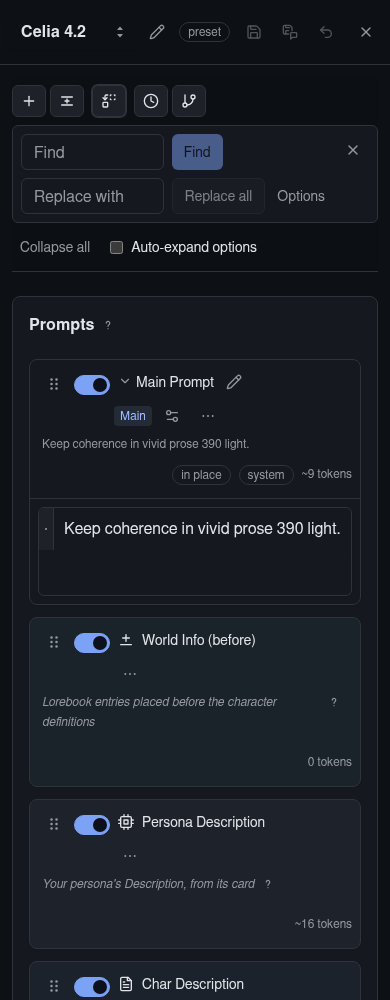 Celia 4.2
preset
Find
Find
Replace with
Replace all
Options
Collapse all
Auto-expand options
Prompts
?
Main Prompt
Main
Keep coherence in vivid prose 390 light.
in place
system
~9 tokens
Keep coherence in vivid prose 390 light.
World Info (before)
Lorebook entries placed before the character
definitions
?
0 tokens
Persona Description
Your persona's Description, from its card
?
~16 tokens
Char Description